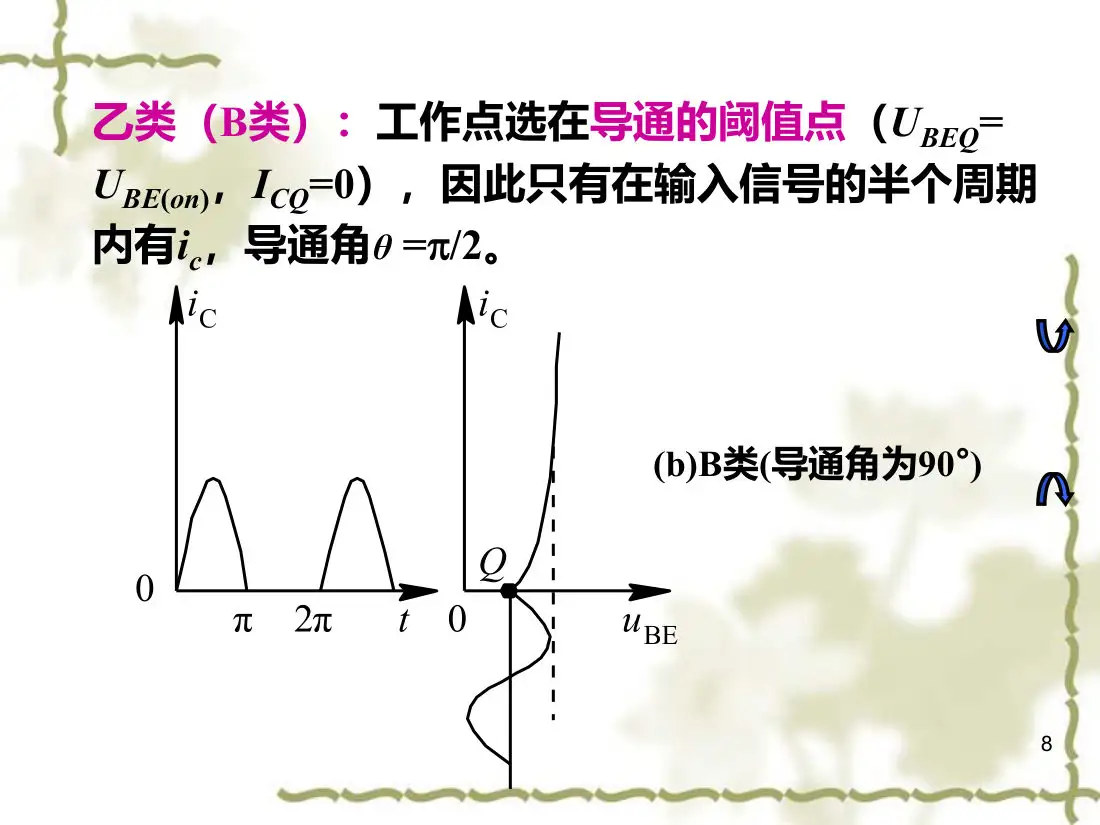 乙类（B类）：工作点选在导通的阈值点（UBEQ=
UBE(on)，ICQ=0），因此只有在输入信号的半个周期
内有ic，导通角θ =π/2。
iC
iC
(b)B类(导通角为90°)
Q
0
π
2π
t
0
uBE
8